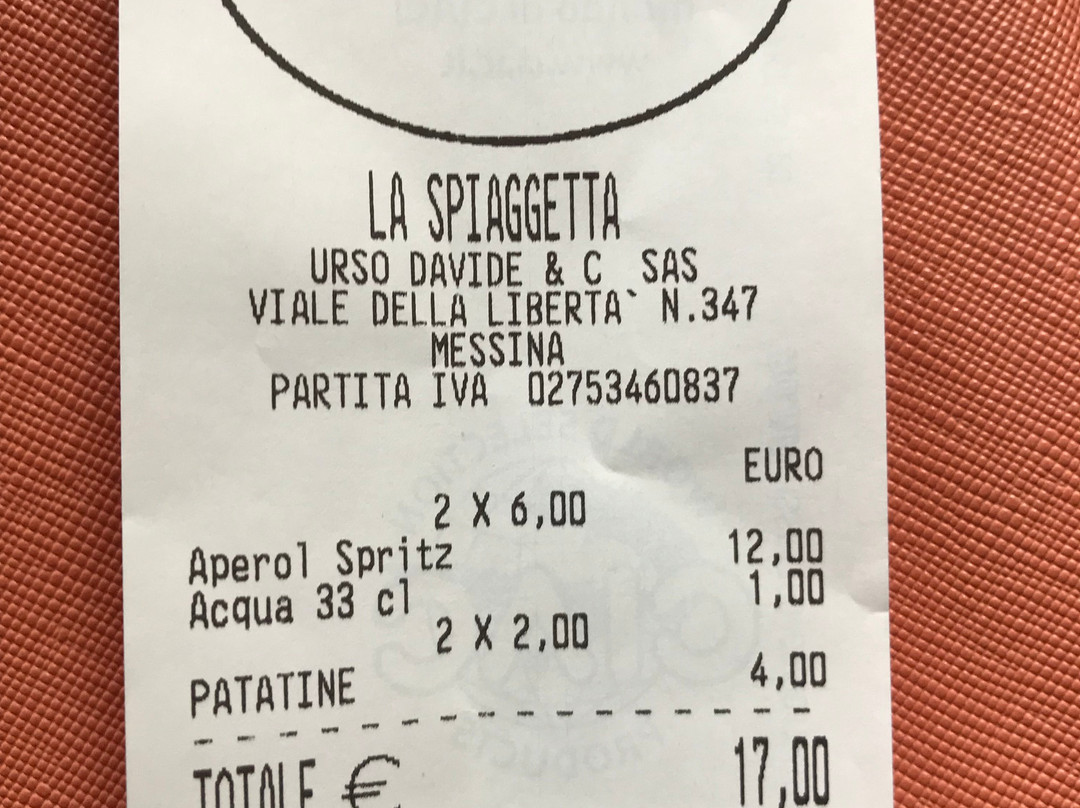 LA SPIAGGETTA
URSO DAVIDE & C SAS
VIALE DELLA LIBERTA` N.347
MESSINA
PARTITA IVA 02753460837
EURO
2 X 6,00
Aperol Spritz 12,00
Acqua 33 cl 1,00
2 X 2,00
PATATINE 4,00
TOTALE € 17,00